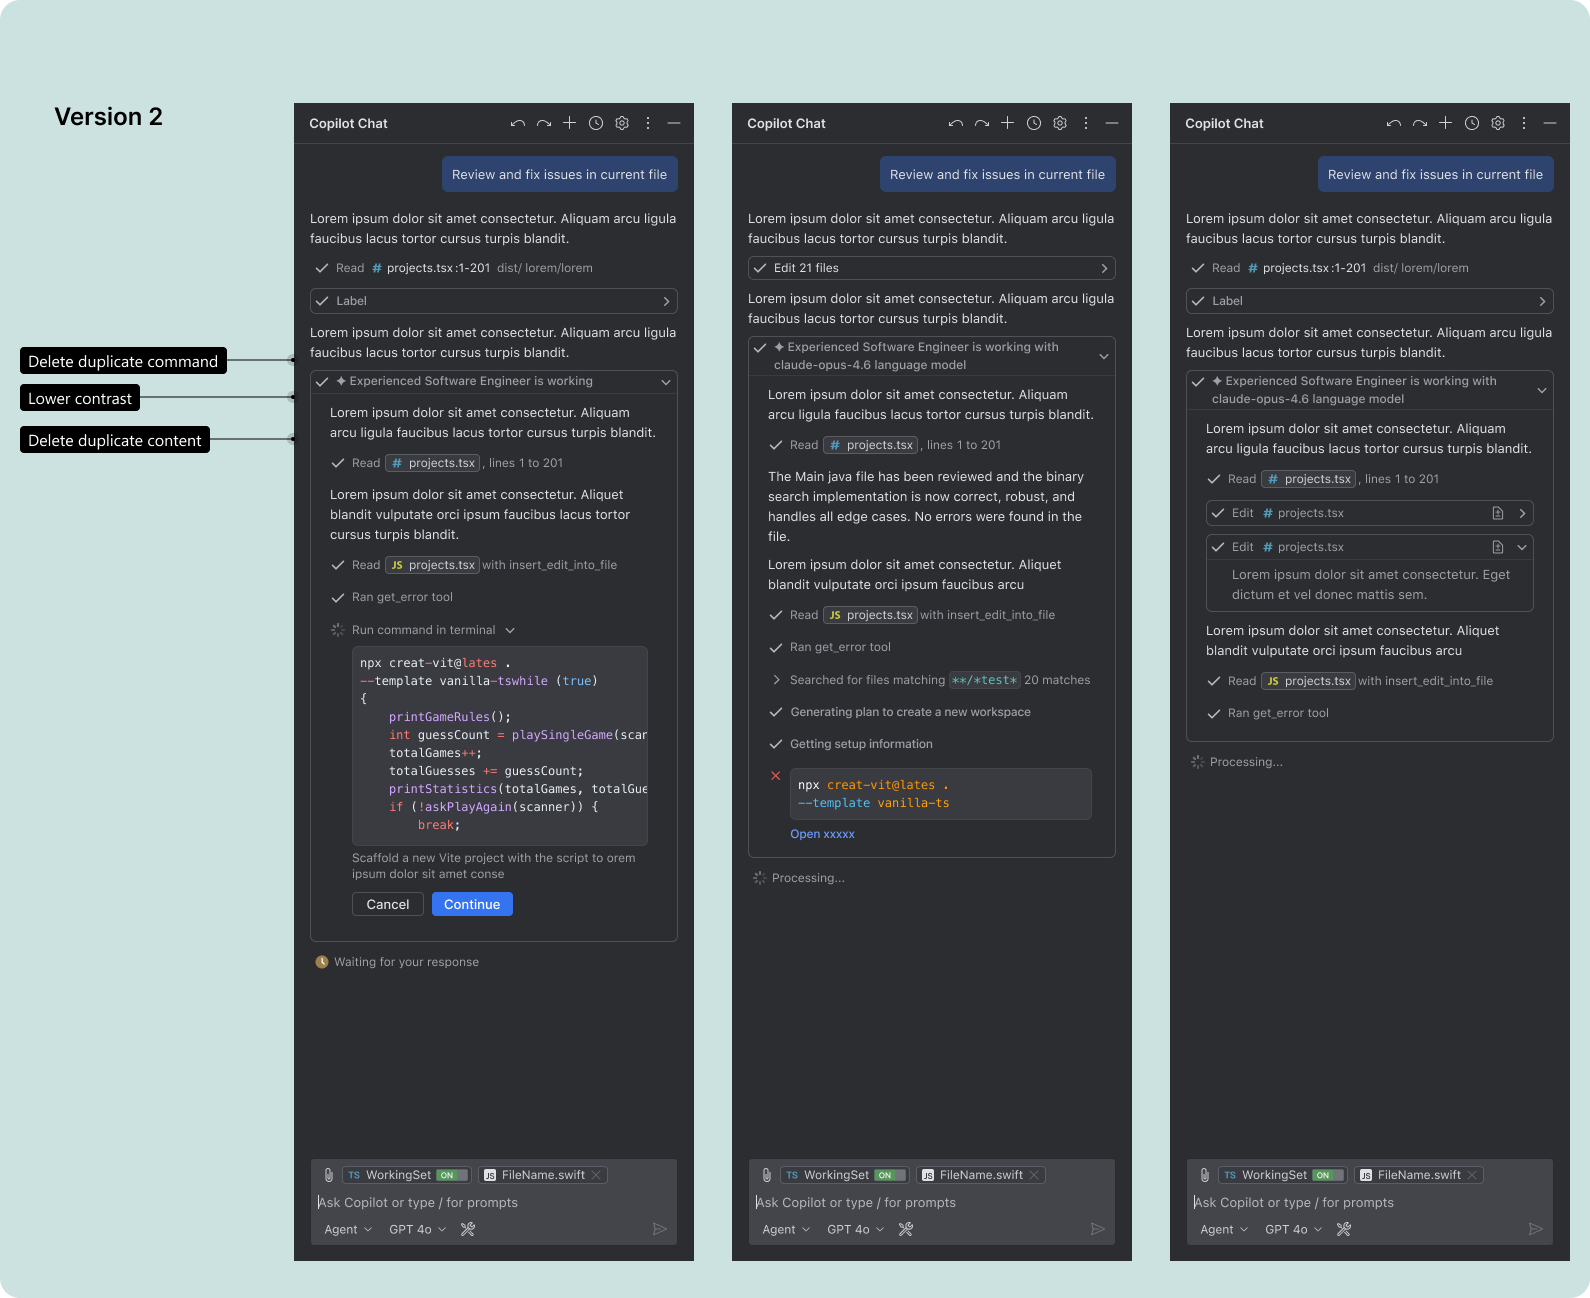 Version 2
Delete duplicate command
Lower contrast
Delete duplicate content
Copilot Chat
Review and fix issues in current file
Lorem ipsum dolor sit amet consectetur. Aliquam arcu ligula
faucibus lacus tortor cursus turpis blandit.
Read # projects.tsx :1-201 dist/ lorem/lorem
Label
Lorem ipsum dolor sit amet consectetur. Aliquam arcu ligula
faucibus lacus tortor cursus turpis blandit.
Experienced Software Engineer is working
Lorem ipsum dolor sit amet consectetur. Aliquam
arcu ligula faucibus lacus tortor cursus turpis blandit.
Read # projects.tsx , lines 1 to 201
Lorem ipsum dolor sit amet consectetur. Aliquet
blandit vulputate orci ipsum faucibus lacus tortor
cursus turpis blandit.
Read JS projects.tsx with insert_edit_into_file
Ran get_error tool
Run command in terminal
npx creat-vit@lates .
--template vanilla-tswhile (true)
{
printGameRules();
int guessCount = playSingleGame(scan
totalGames++;
totalGuesses += guessCount;
printStatistics(totalGames, totalGue
if (!askPlayAgain(scanner)) {
break;
Scaffold a new Vite project with the script to orem
ipsum dolor sit amet conse
Cancel Continue
Waiting for your response
TS WorkingSet ON JS FileName.swift
Ask Copilot or type / for prompts
Agent GPT 4o
Copilot Chat
Review and fix issues in current file
Lorem ipsum dolor sit amet consectetur. Aliquam arcu ligula
faucibus lacus tortor cursus turpis blandit.
Edit 21 files
Lorem ipsum dolor sit amet consectetur. Aliquam arcu ligula
faucibus lacus tortor cursus turpis blandit.
Experienced Software Engineer is working with
claude-opus-4.6 language model
Lorem ipsum dolor sit amet consectetur. Aliquam
arcu ligula faucibus lacus tortor cursus turpis blandit.
Read # projects.tsx , lines 1 to 201
The Main java file has been reviewed and the binary
search implementation is now correct, robust, and
handles all edge cases. No errors were found in the
file.
Lorem ipsum dolor sit amet consectetur. Aliquet
blandit vulputate orci ipsum faucibus arcu
Read JS projects.tsx with insert_edit_into_file
Ran get_error tool
Searched for files matching **/*test* 20 matches
Generating plan to create a new workspace
Getting setup information
npx creat-vit@lates .
--template vanilla-ts
Open xxxxx
Processing...
TS WorkingSet ON JS FileName.swift
Ask Copilot or type / for prompts
Agent GPT 4o
Copilot Chat
Review and fix issues in current file
Lorem ipsum dolor sit amet consectetur. Aliquam arcu ligula
faucibus lacus tortor cursus turpis blandit.
Read # projects.tsx :1-201 dist/ lorem/lorem
Label
Lorem ipsum dolor sit amet consectetur. Aliquam arcu ligula
faucibus lacus tortor cursus turpis blandit.
Experienced Software Engineer is working with
claude-opus-4.6 language model
Lorem ipsum dolor sit amet consectetur. Aliquam
arcu ligula faucibus lacus tortor cursus turpis blandit.
Read # projects.tsx , lines 1 to 201
Edit # projects.tsx
Edit # projects.tsx
Lorem ipsum dolor sit amet consectetur. Eget
dictum et vel donec mattis sem.
Lorem ipsum dolor sit amet consectetur. Aliquet
blandit vulputate orci ipsum faucibus arcu
Read JS projects.tsx with insert_edit_into_file
Ran get_error tool
Processing...
TS WorkingSet ON JS FileName.swift
Ask Copilot or type / for prompts
Agent GPT 4o